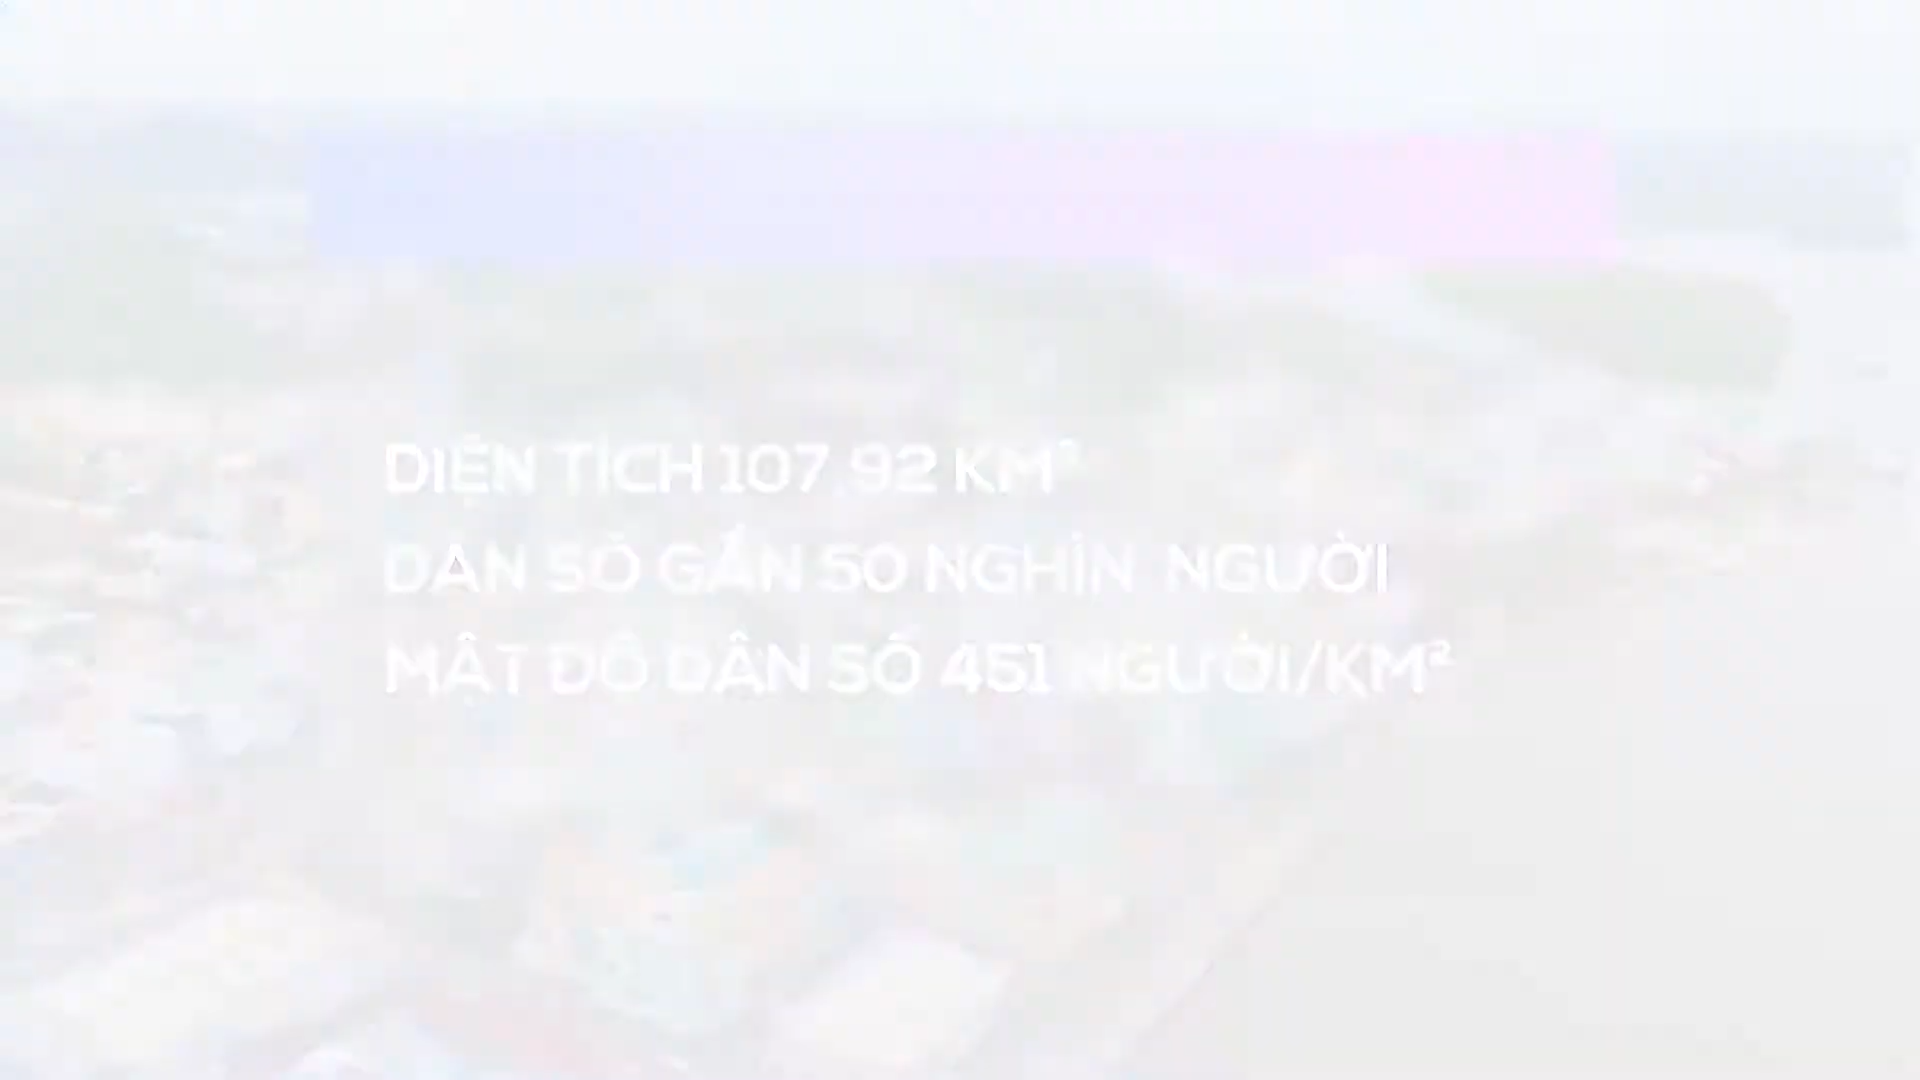 DIỆN TÍCH 107,92 KM²
DÂN SỐ GẦN 50 NGHÌN NGƯỜI
MẬT ĐỘ DÂN SỐ 451 NGƯỜI/KM²